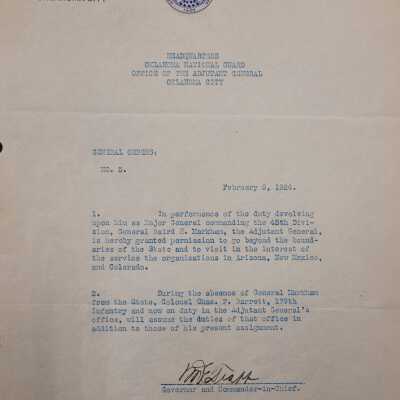 HEADQUARTERS
OKLAHOMA NATIONAL GUARD
OFFICE OF THE ADJUTANT GENERAL
OKLAHOMA CITY
GENERAL ORDERS,
NO.
February 1924.
1. In performance of the duty devolving
upon him as Major General commanding the 45th Divi-
sion, General Baird H. Markham, the Adjutant General,
is hereby granted permission to go beyond the bound-
aries of the State and to visit in the interest of
the service the organizations in Arizona, New Mexico,
and Colorado.
2. During the absence of General Markham
from the State, Colonel Chas. F. Barrett, 179th
Infantry and now on duty in the Adjutant General's
office, will assume the duties of that office in
addition to those of his present assignment.
Governor and Commander-in-Chief.